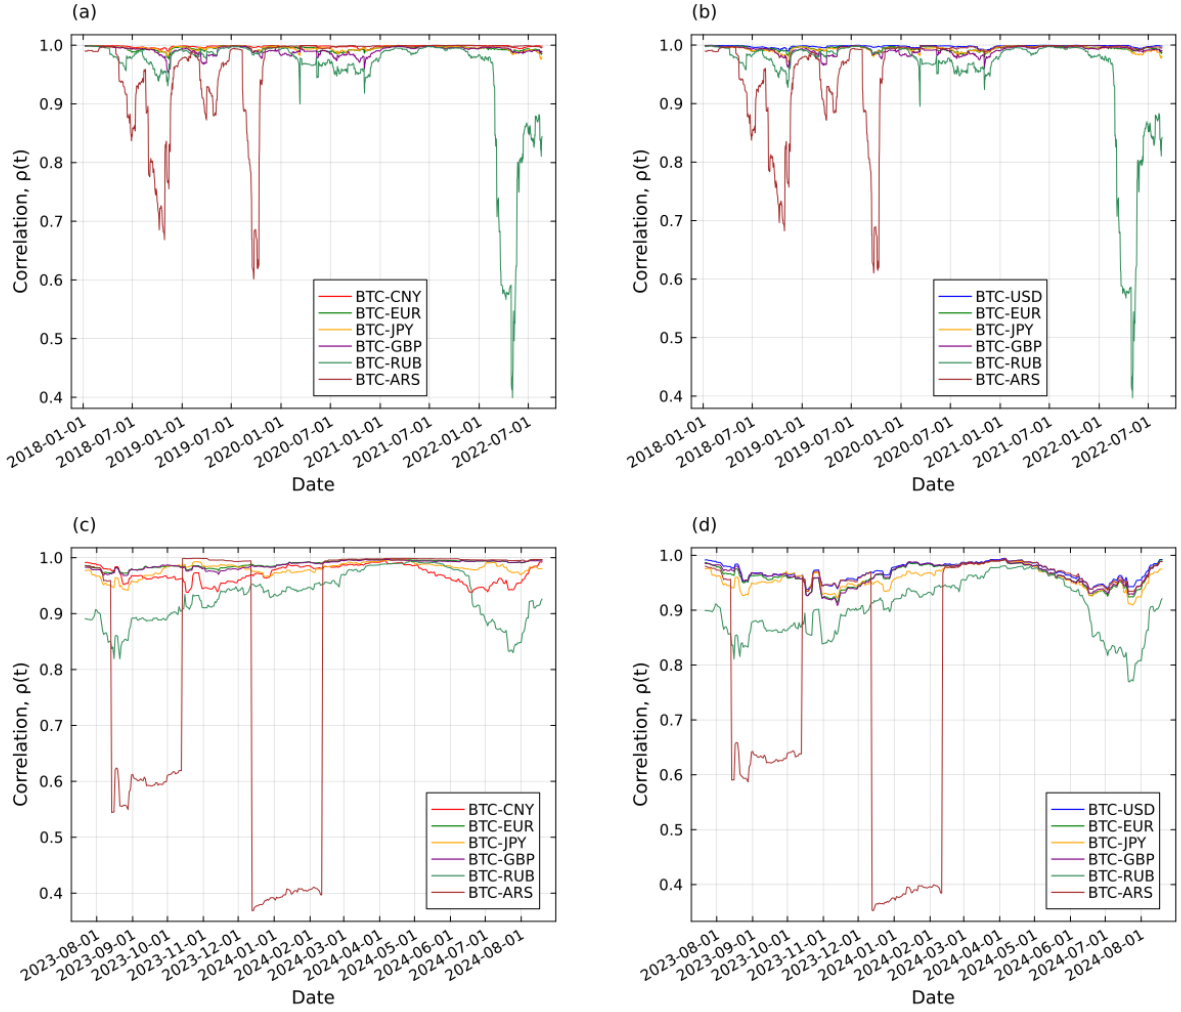 (a)
1.0
0.9
0.8
0.7
0.6
0.5
0.4
Correlation, ρ(t)
BTC-CNY
BTC-EUR
BTC-JPY
BTC-GBP
BTC-RUB
BTC-ARS
2018-01-01
2018-07-01
2019-01-01
2019-07-01
2020-01-01
2020-07-01
2021-01-01
2021-07-01
2022-01-01
2022-07-01
Date
(b)
1.0
0.9
0.8
0.7
0.6
0.5
0.4
Correlation, ρ(t)
BTC-USD
BTC-EUR
BTC-JPY
BTC-GBP
BTC-RUB
BTC-ARS
2018-01-01
2018-07-01
2019-01-01
2019-07-01
2020-01-01
2020-07-01
2021-01-01
2021-07-01
2022-01-01
2022-07-01
Date
(c)
1.0
0.9
0.8
0.7
0.6
0.5
0.4
Correlation, ρ(t)
BTC-CNY
BTC-EUR
BTC-JPY
BTC-GBP
BTC-RUB
BTC-ARS
2023-08-01
2023-09-01
2023-10-01
2023-11-01
2023-12-01
2024-01-01
2024-02-01
2024-03-01
2024-04-01
2024-05-01
2024-06-01
2024-07-01
2024-08-01
Date
(d)
1.0
0.9
0.8
0.7
0.6
0.5
0.4
Correlation, ρ(t)
BTC-USD
BTC-EUR
BTC-JPY
BTC-GBP
BTC-RUB
BTC-ARS
2023-08-01
2023-09-01
2023-10-01
2023-11-01
2023-12-01
2024-01-01
2024-02-01
2024-03-01
2024-04-01
2024-05-01
2024-06-01
2024-07-01
2024-08-01
Date